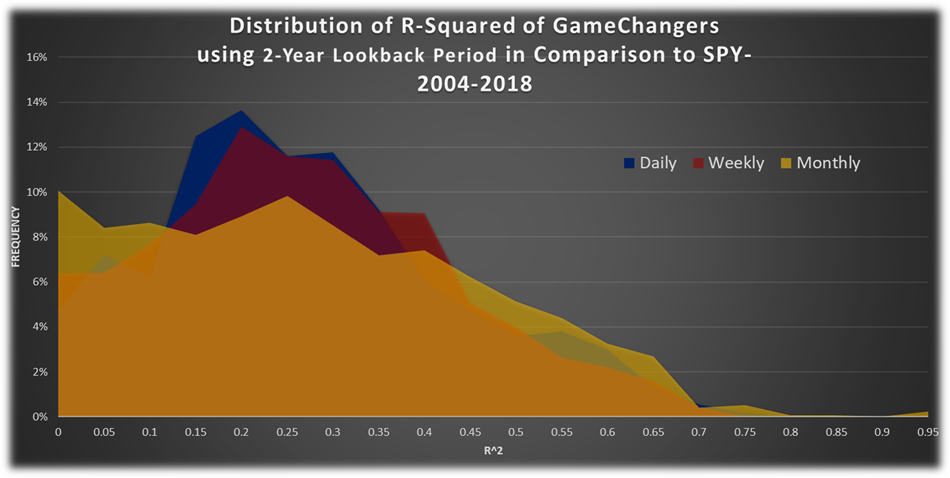 Distribution of R-Squared of GameChangers
using 2-Year Lookback Period in Comparison to SPY-
2004-2018
16%
14%
12%
10%
8%
6%
4%
2%
0%
FREQUENCY
Daily Weekly Monthly
0 0.05 0.1 0.15 0.2 0.25 0.3 0.35 0.4 0.45 0.5 0.55 0.6 0.65 0.7 0.75 0.8 0.85 0.9 0.95
R^2